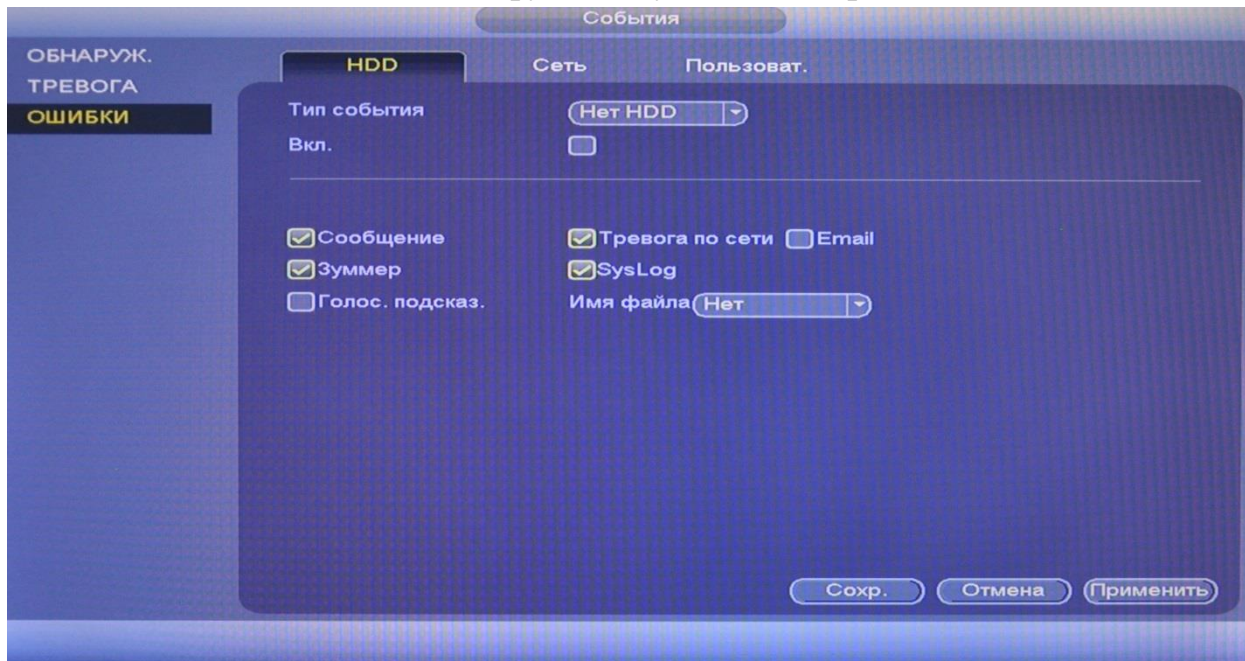 События
ОБНАРУЖ.
ТРЕВОГА
ОШИБКИ
HDD Сеть Пользоват.
Тип события Нет HDD
Вкл.
Сообщение Тревога по сети Email
Зуммер SysLog
Голос. подсказ. Имя файла Нет
Сохр. Отмена Применить